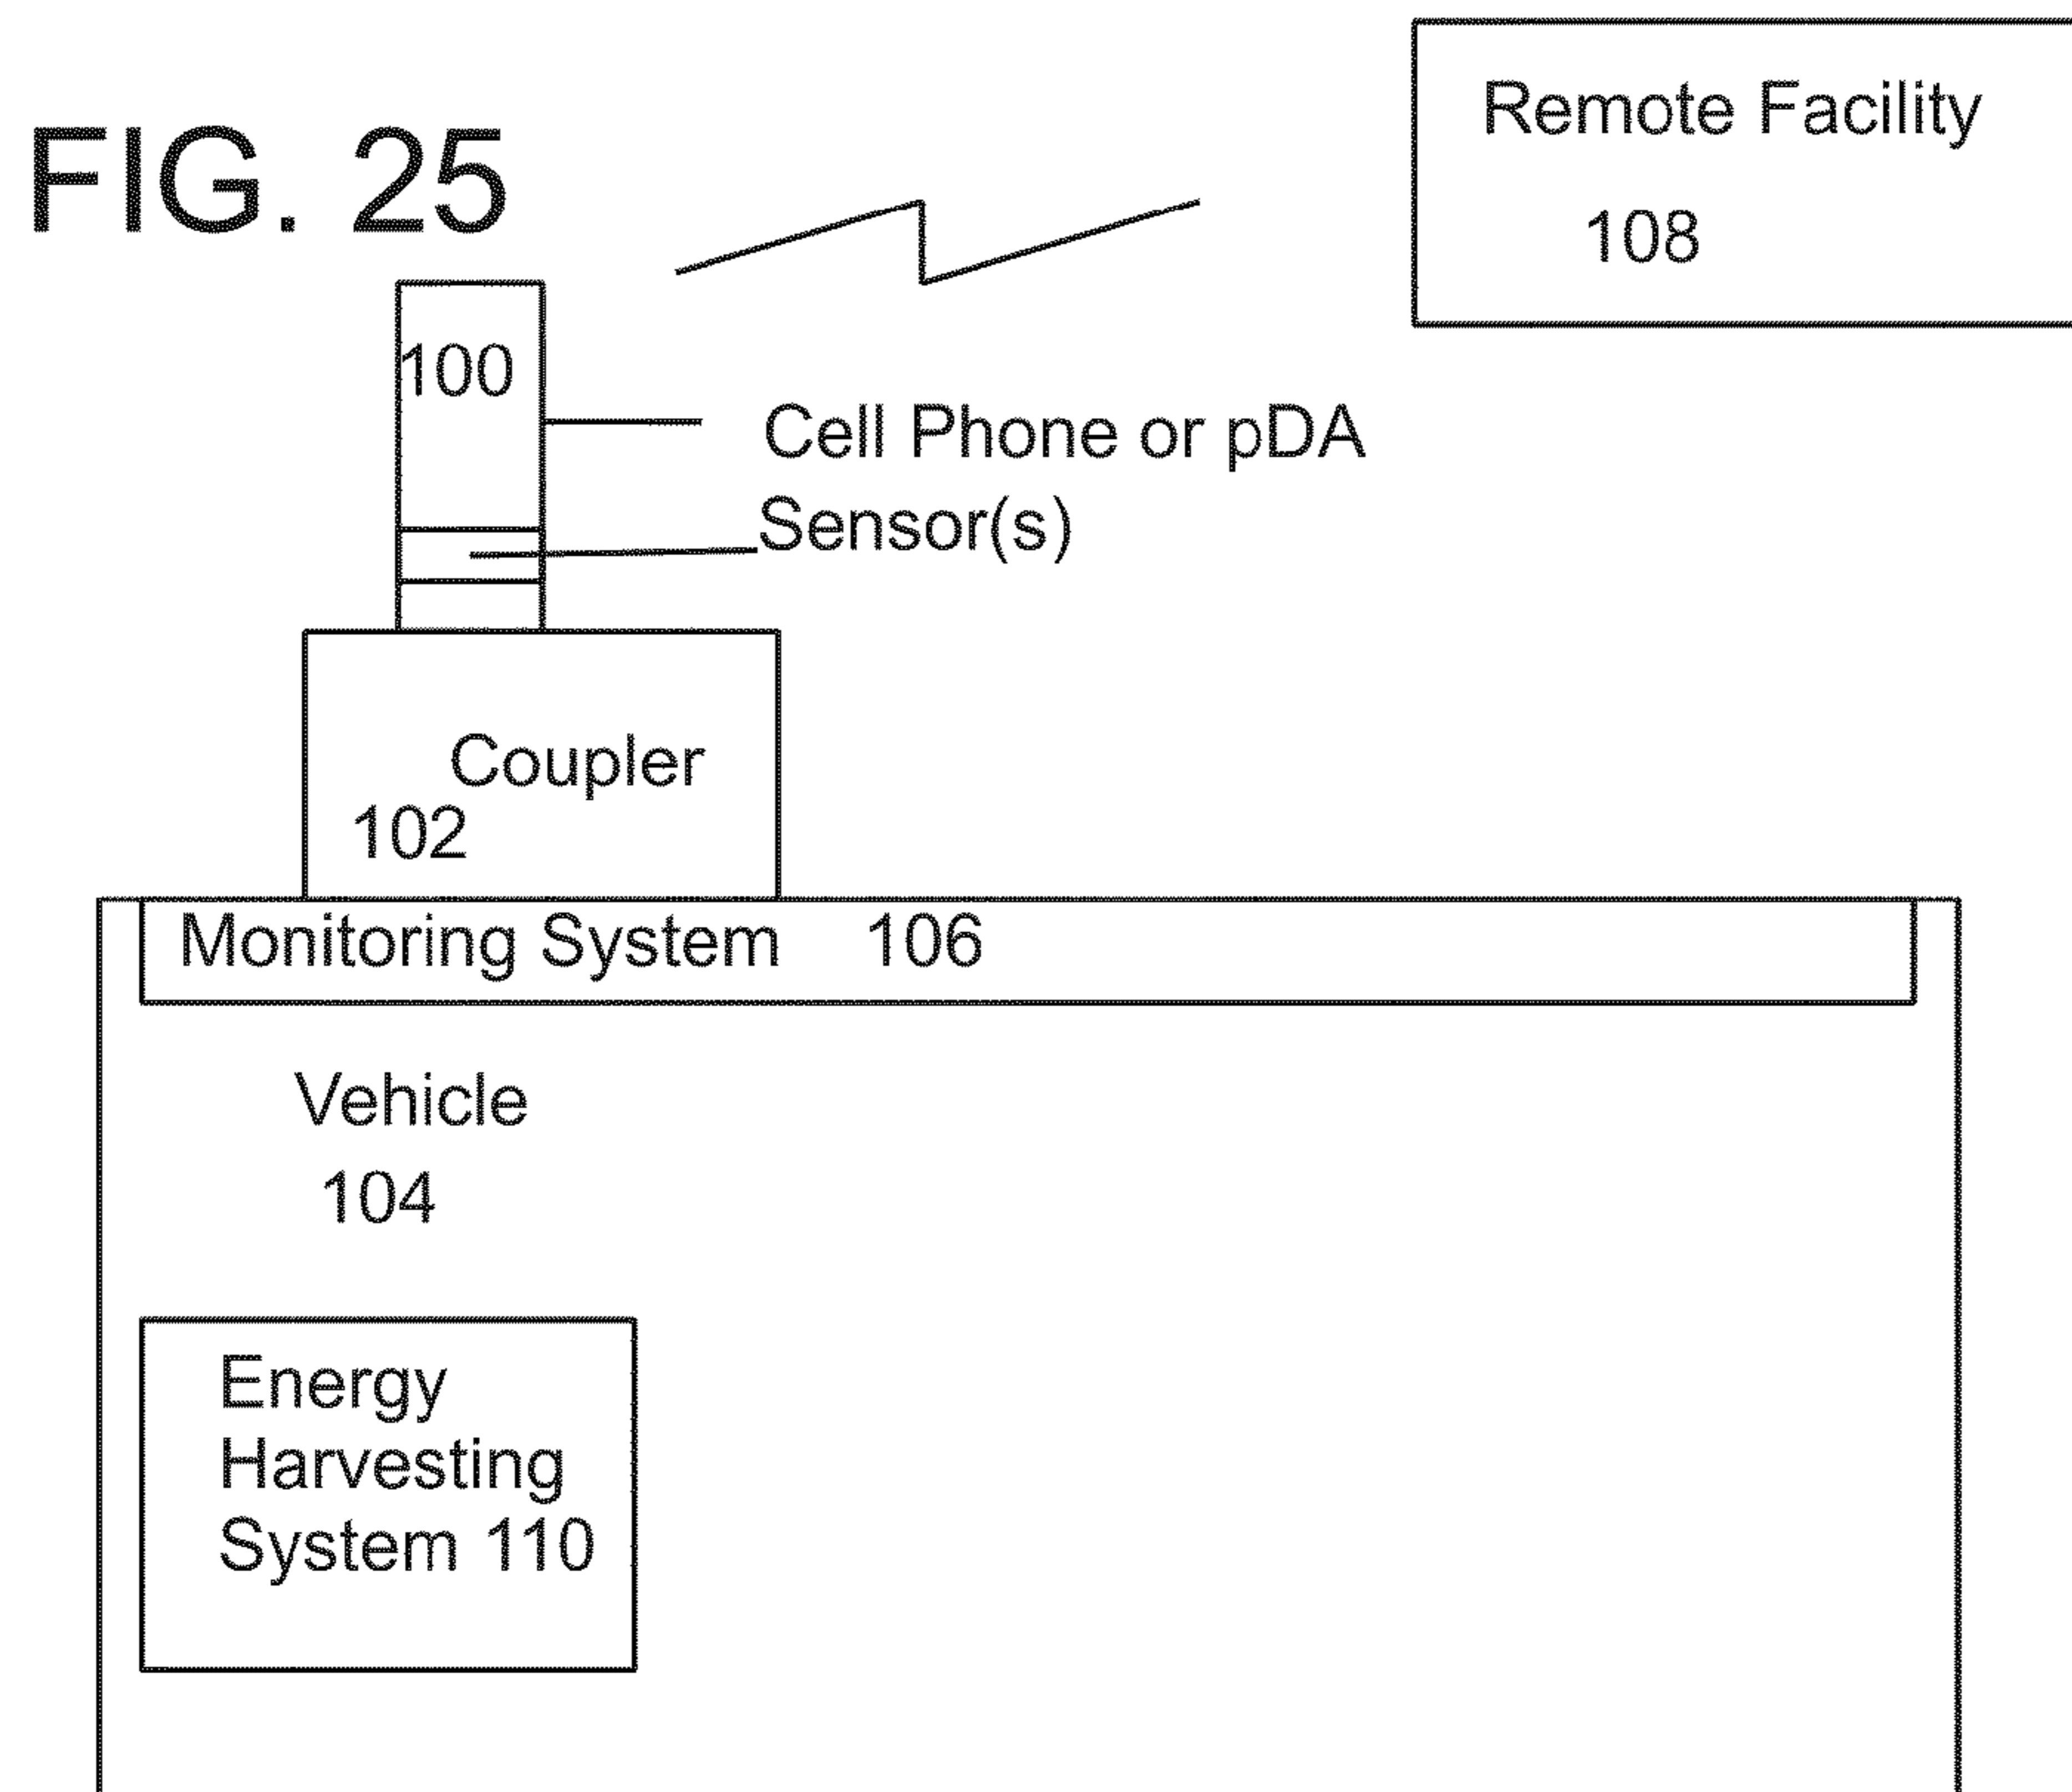 FIG. 25
Remote Facility
108
100
Cell Phone or pDA
Sensor(s)
Coupler
102
Monitoring System 106
Vehicle
104
Energy
Harvesting
System 110